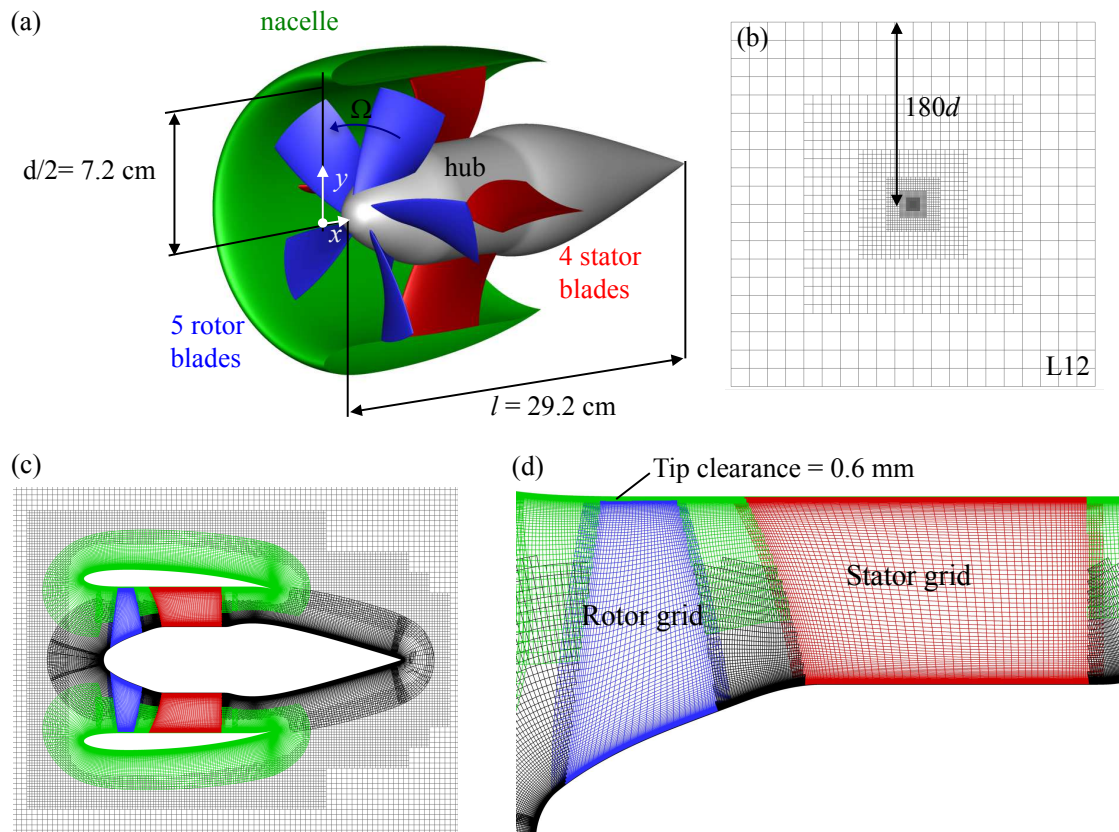 (a)
nacelle
Ω
d/2= 7.2 cm
hub
y
x
4 stator
blades
5 rotor
blades
l = 29.2 cm
(b)
180d
L12
(c)
(d)
Tip clearance = 0.6 mm
Stator grid
Rotor grid